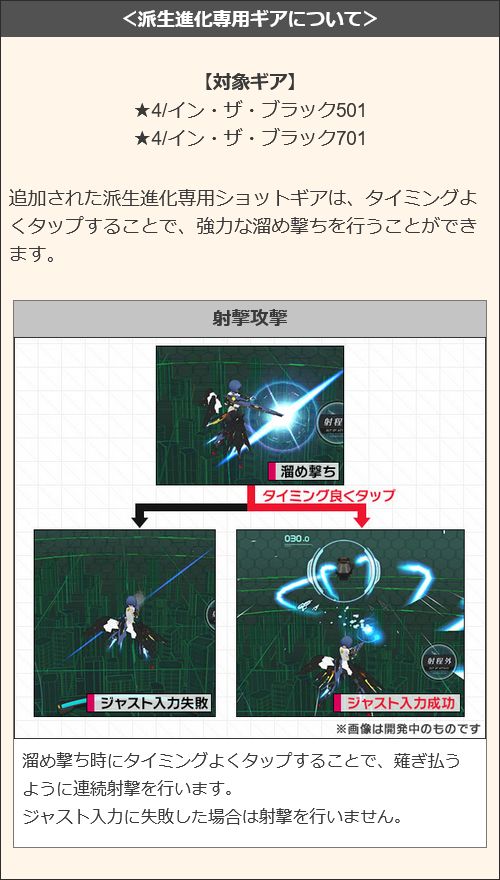 ＜派生進化専用ギアについて＞
【対象ギア】
★4/イン・ザ・ブラック501
★4/イン・ザ・ブラック701
追加された派生進化専用ショットギアは、タイミングよ
くタップすることで、強力な溜め撃ちを行うことができ
ます。
射撃攻撃
射程
溜め撃ち
タイミング良くタップ
030.0
射程外
OUT OF RANGE
ジャスト入力失敗
ジャスト入力成功
※画像は開発中のものです
溜め撃ち時にタイミングよくタップすることで、薙ぎ払う
ように連続射撃を行います。
ジャスト入力に失敗した場合は射撃を行いません。